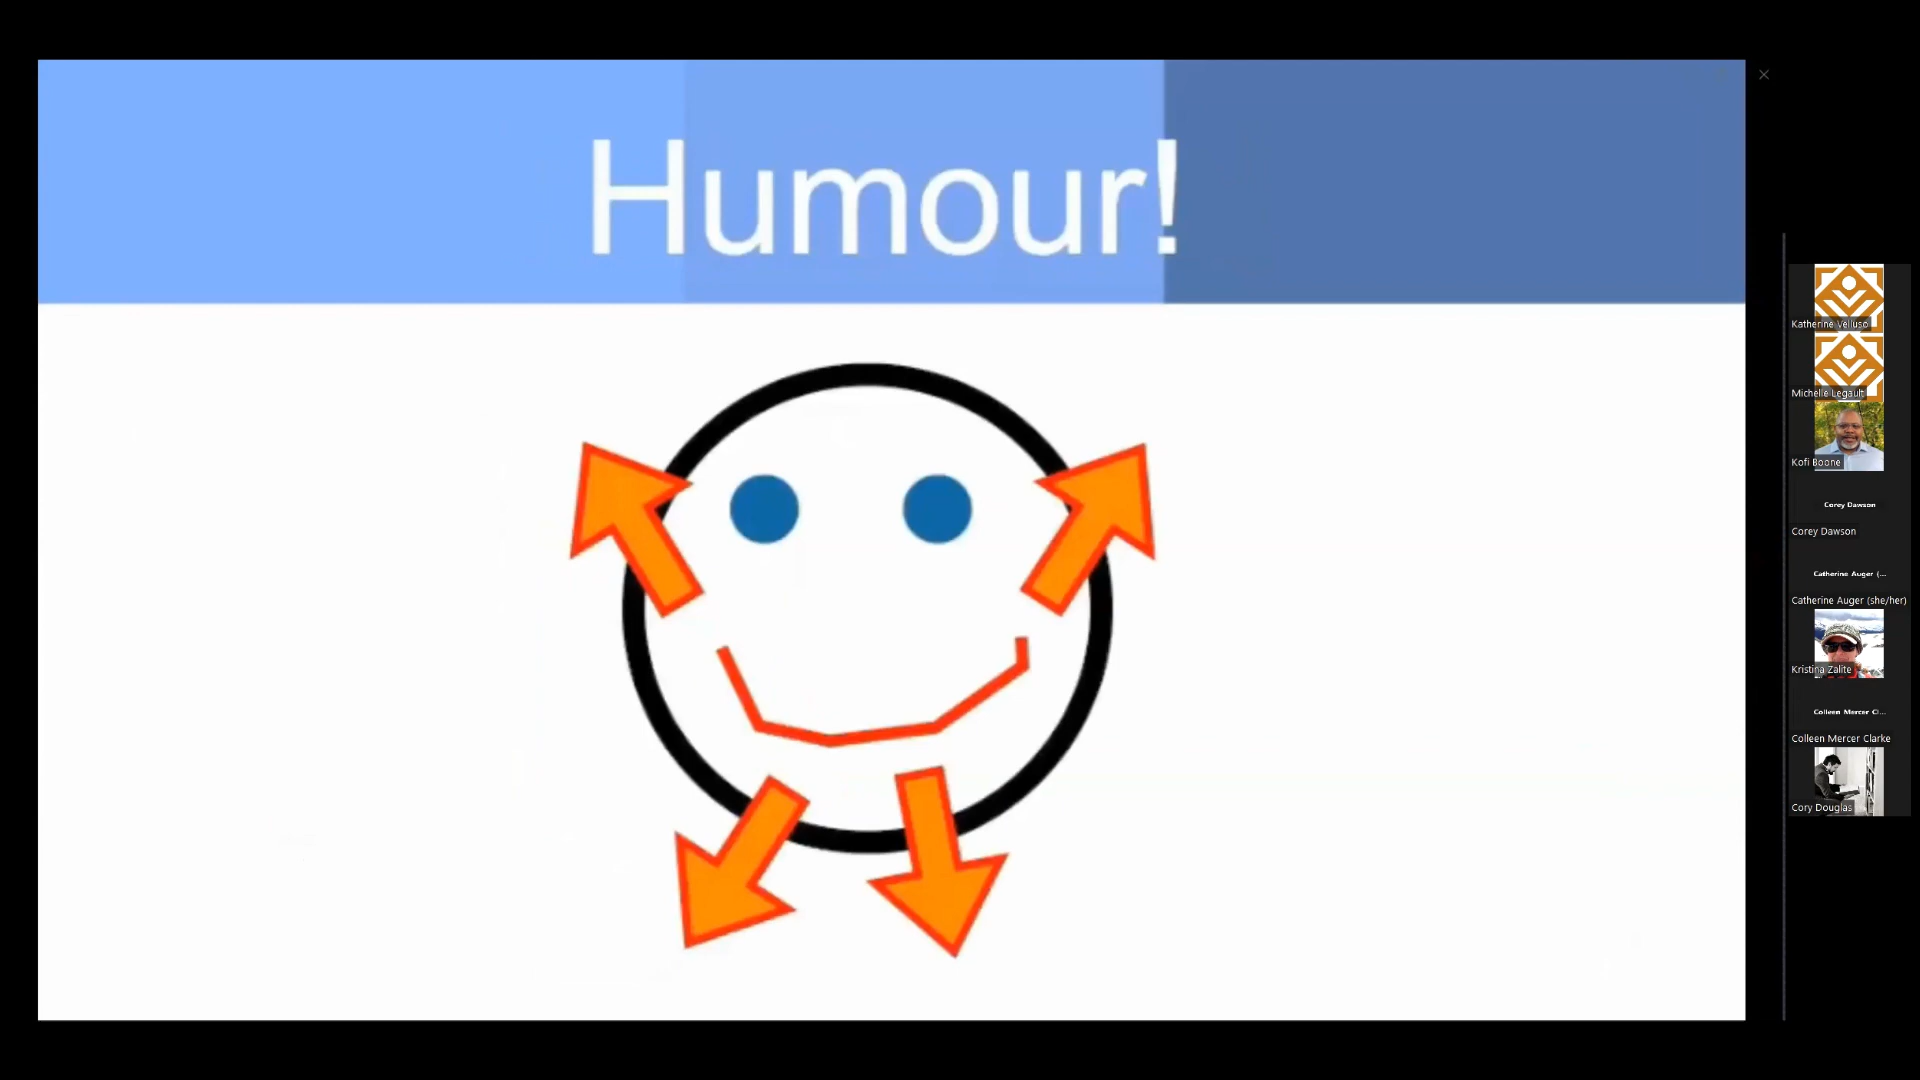 Humour!
Katherine Velluso
Michelle Legault
Kofi Boone
Corey Dawson
Corey Dawson
Catherine Auger (...
Catherine Auger (she/her)
Kristina Zalite
Colleen Mercer Cl...
Colleen Mercer Clarke
Cory Douglas